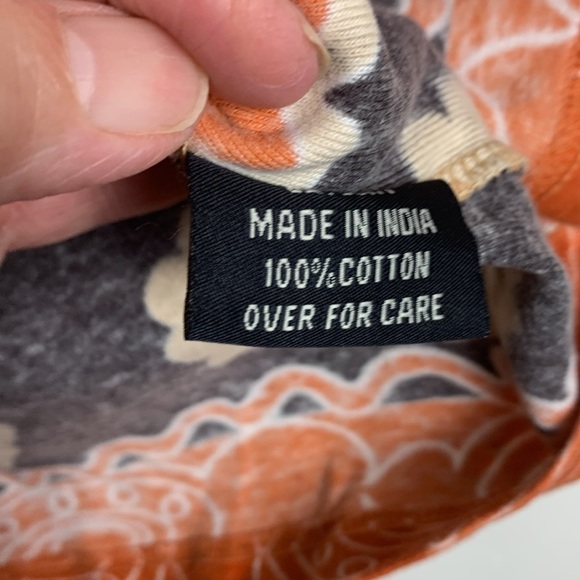 MADE IN INDIA
100% COTTON
OVER FOR CARE